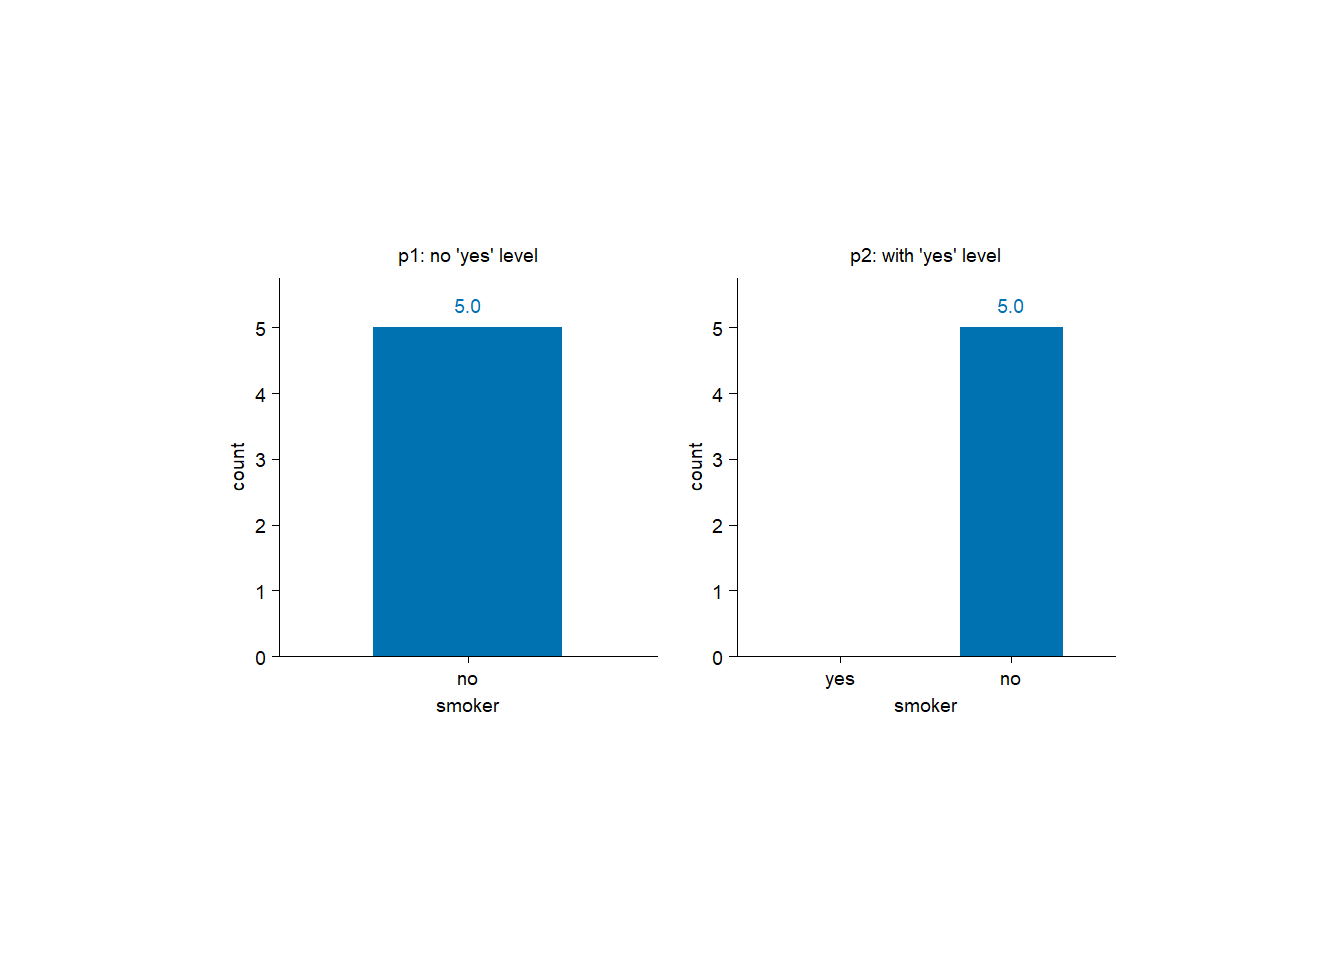 p1: no 'yes' level
5.0
5
4
3
2
1
0
count
no
smoker
p2: with 'yes' level
5.0
5
4
3
2
1
0
count
yes no
smoker